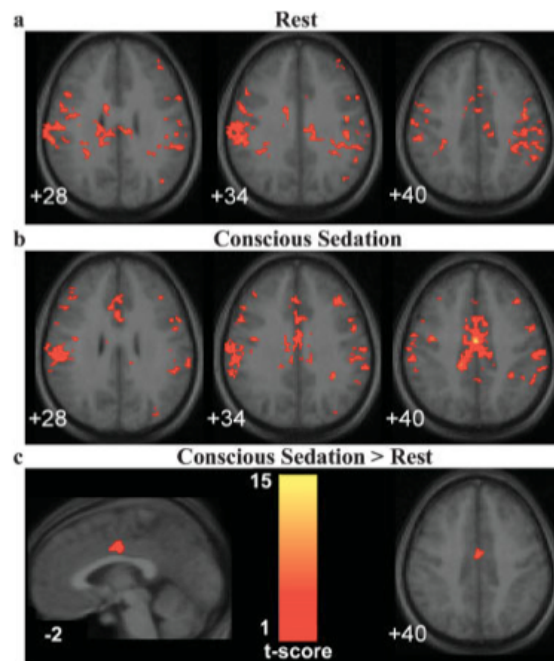 a Rest
+28 +34 +40
b Conscious Sedation
+28 +34 +40
c Conscious Sedation > Rest
15
1
-2 t-score +40